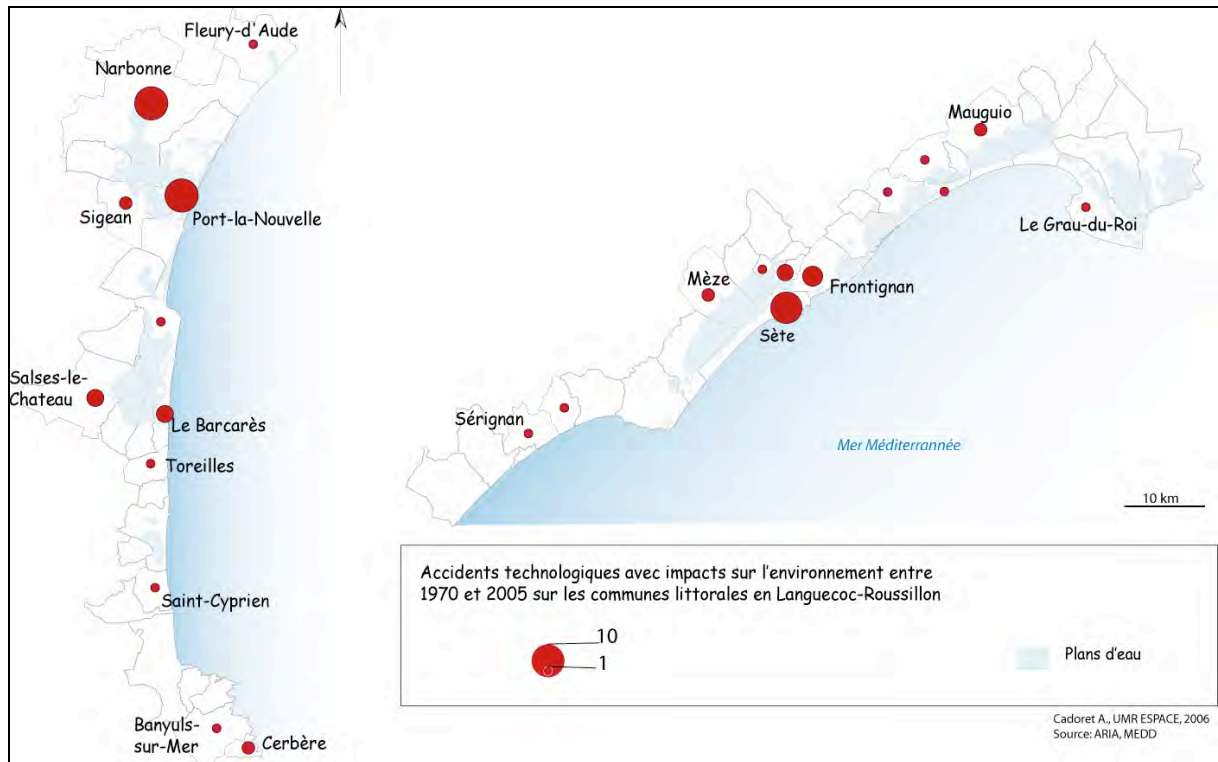 Fleury-d'Aude
Narbonne
Sigean
Port-la-Nouvelle
Salses-le-
Chateau
Le Barcarès
Toreilles
Saint-Cyprien
Banyuls-
sur-Mer
Cerbère
Mauguio
Le Grau-du-Roi
Mèze
Frontignan
Sète
Sérignan
Mer Méditerrannée
10 km
Accidents technologiques avec impacts sur l'environnement entre
1970 et 2005 sur les communes littorales en Languecoc-Roussillon
10
1
Plans d'eau
Cadoret A., UMR ESPACE, 2006
Source: ARIA, MEDD